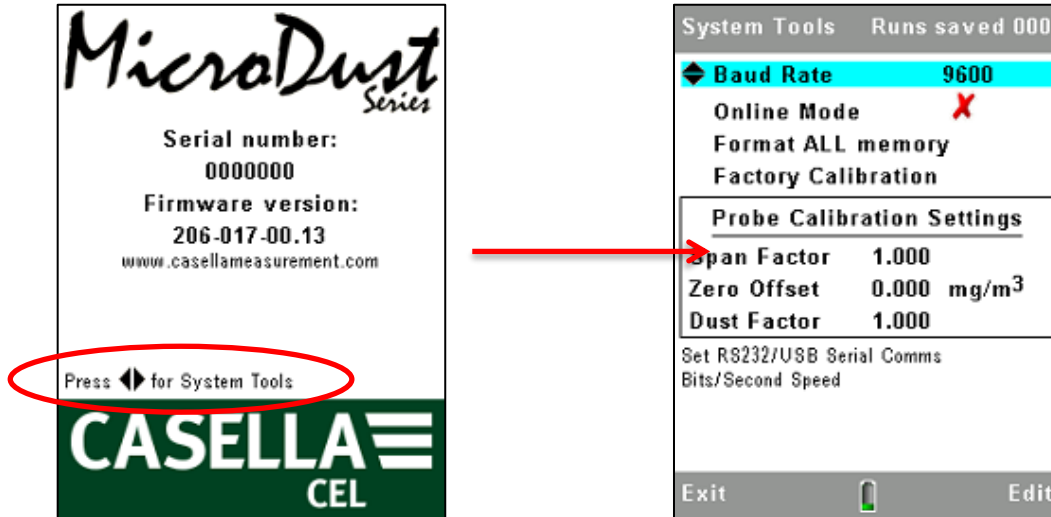 MicroDust
Series
Serial number:
0000000
Firmware version:
206-017-00.13
www.casellameasurement.com
Press for System Tools
CASELLA
CEL
System Tools Runs saved 000
Baud Rate 9600
Online Mode ✗
Format ALL memory
Factory Calibration
Probe Calibration Settings
Span Factor 1.000
Zero Offset 0.000 mg/m³
Dust Factor 1.000
Set RS232/USB Serial Comms
Bits/Second Speed
Exit Edit